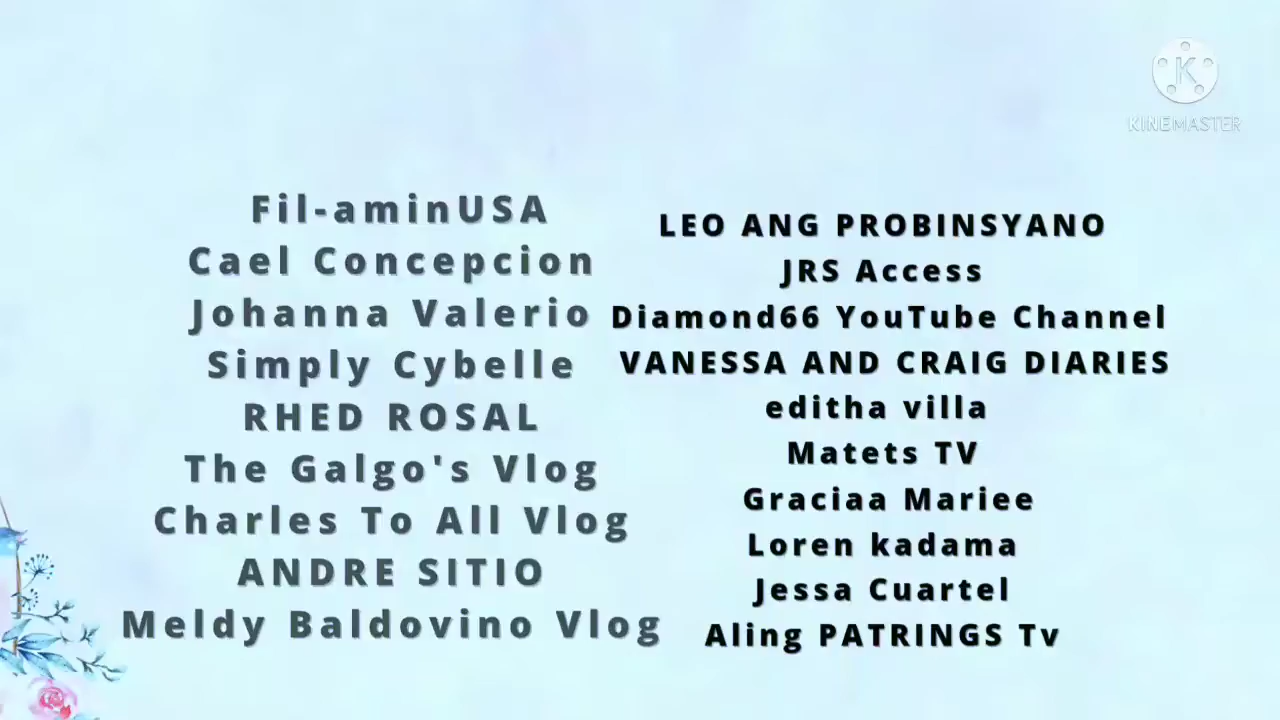 KINEMASTER
Fil-aminUSA
Cael Concepcion
Johanna Valerio
Simply Cybelle
RHED ROSAL
The Galgo's Vlog
Charles To All Vlog
ANDRE SITIO
Meldy Baldovino Vlog
LEO ANG PROBINSYANO
JRS Access
Diamond66 YouTube Channel
VANESSA AND CRAIG DIARIES
editha villa
Matets TV
Graciaa Mariee
Loren kadama
Jessa Cuartel
Aling PATRINGS Tv